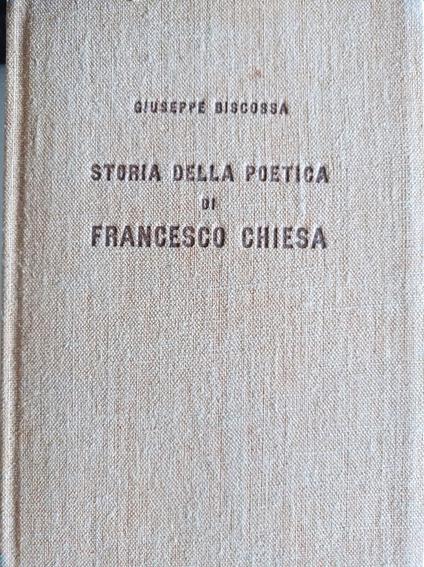 GIUSEPPE BISCOSSA
STORIA DELLA POETICA
DI
FRANCESCO CHIESA